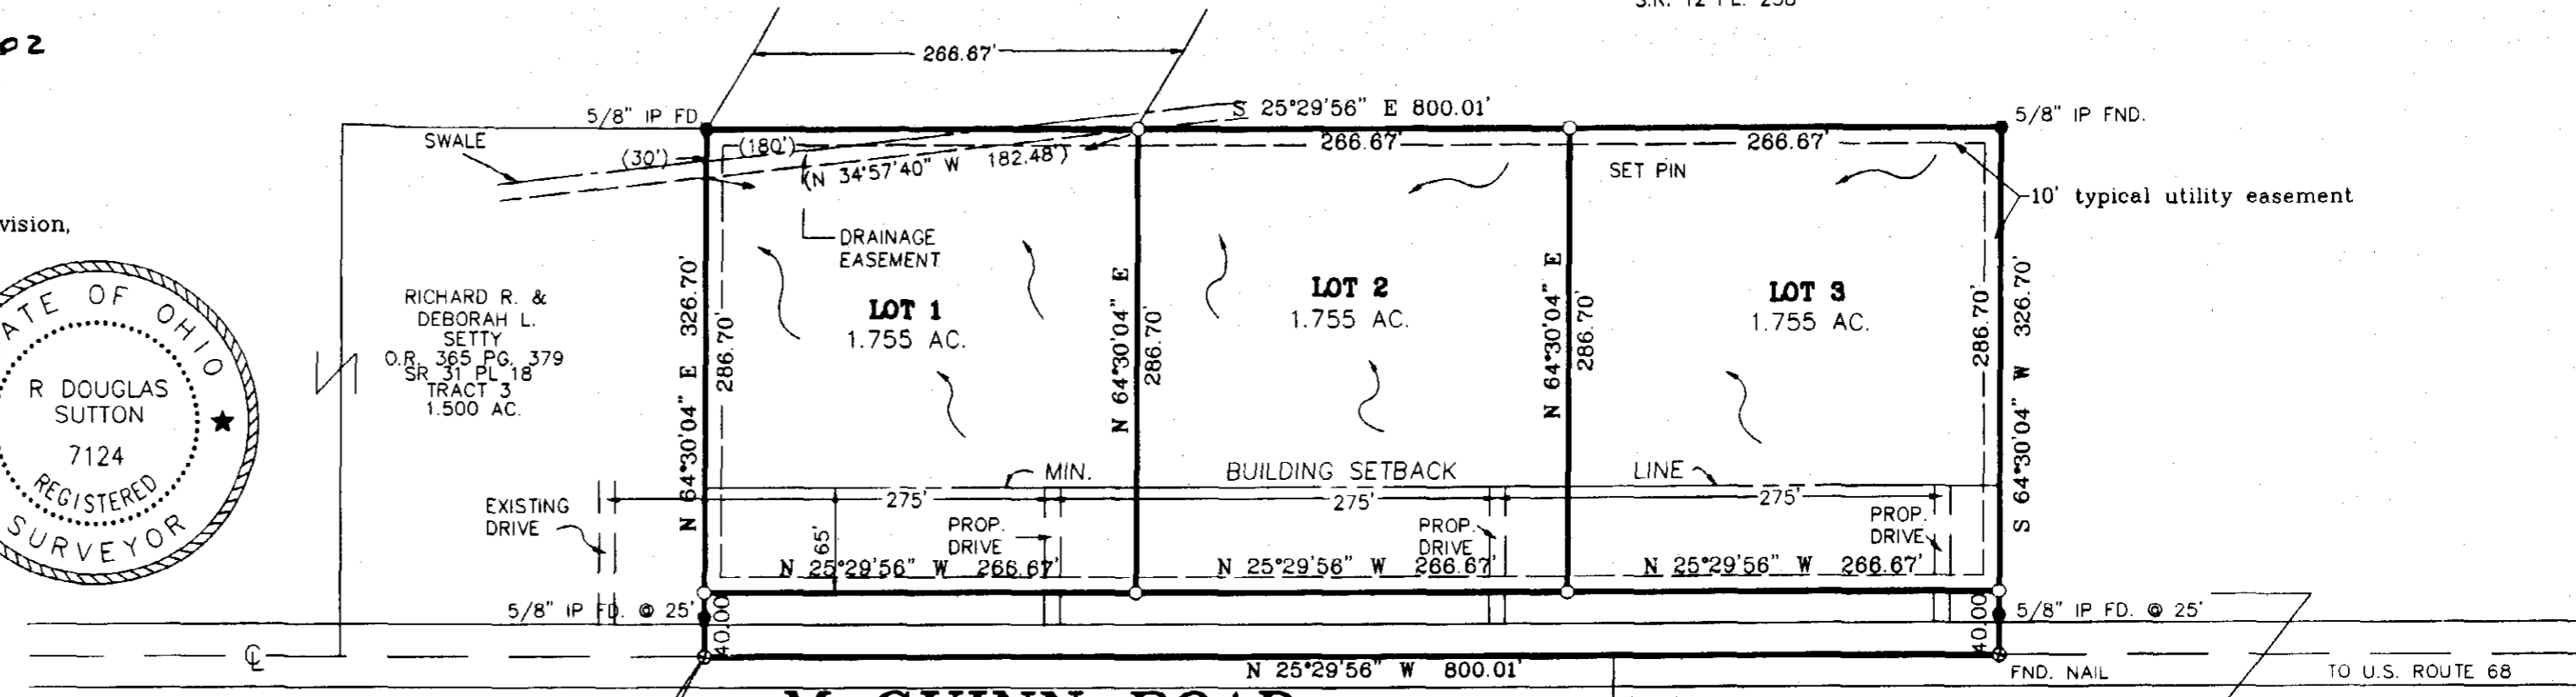 02
266.67'
5/8" IP FD
S 25°29'56" E 800.01'
5/8" IP FND.
SWALE
(30')
(180')
(N 34°57'40" W 182.48')
266.67'
266.67'
SET PIN
10' typical utility easement
vision,
DRAINAGE
EASEMENT
STATE OF OHIO
R DOUGLAS
SUTTON
7124
REGISTERED
SURVEYOR
RICHARD R. &
DEBORAH L.
SETTY
O.R. 365 PG. 379
SR 31 PL 18
TRACT 3
1.500 AC.
N 64°30'04" E 326.70'
286.70'
LOT 1
1.755 AC.
N 64°30'04" E
286.70'
LOT 2
1.755 AC.
N 64°30'04" E
286.70'
LOT 3
1.755 AC.
286.70'
S 64°30'04" W 326.70'
MIN. BUILDING SETBACK LINE
EXISTING
DRIVE
275'
275'
275'
65'
PROP.
DRIVE
PROP.
DRIVE
PROP.
DRIVE
N 25°29'56" W 266.67'
N 25°29'56" W 266.67'
N 25°29'56" W 266.67'
5/8" IP FD. @ 25'
40.00
40.00
5/8" IP FD. @ 25'
℄
N 25°29'56" W 800.01'
FND. NAIL
TO U.S. ROUTE 68